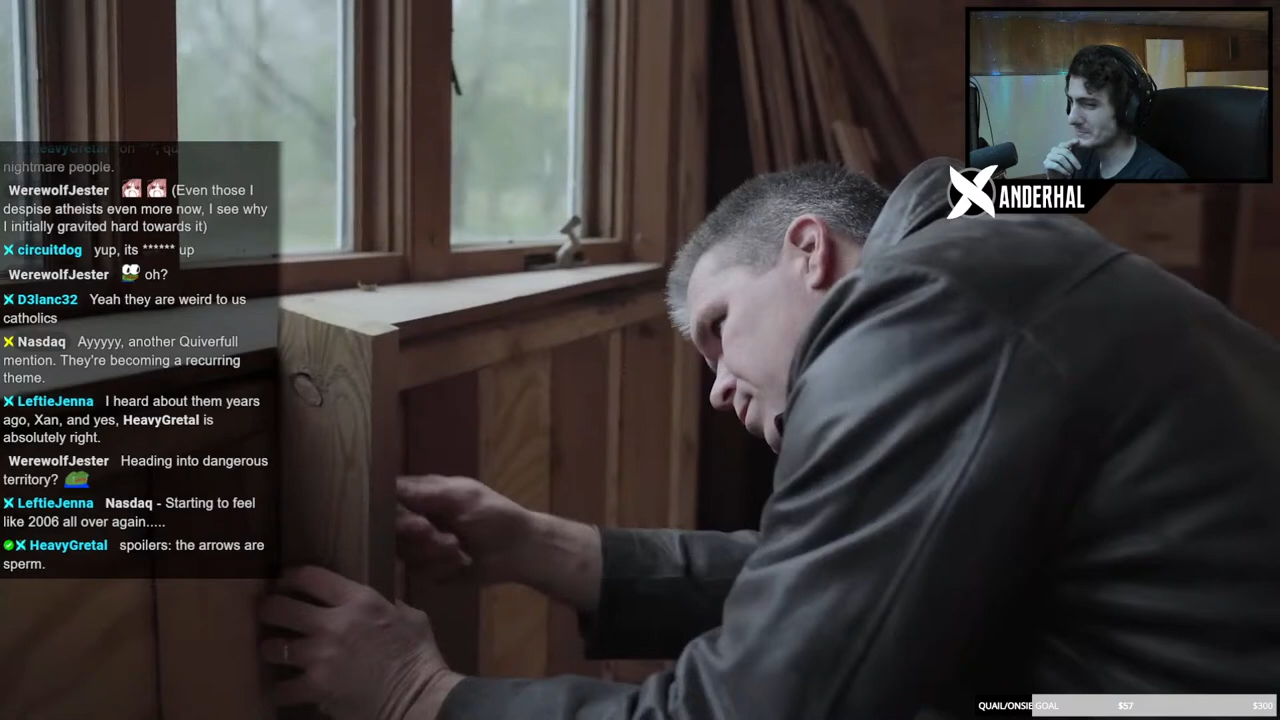 HeavyGretal oh
nightmare people.
WerewolfJester (Even those I
despise atheists even more now, I see why
I initially gravited hard towards it)
circuitdog yup, its ****** up
WerewolfJester oh?
D3lanc32 Yeah they are weird to us
catholics
Nasdaq Ayyyyy, another Quiverfull
mention. They're becoming a recurring
theme.
LeftieJenna I heard about them years
ago, Xan, and yes, HeavyGretal is
absolutely right.
WerewolfJester Heading into dangerous
territory?
LeftieJenna Nasdaq - Starting to feel
like 2006 all over again.....
HeavyGretal spoilers: the arrows are
sperm.
XANDERHAL
QUAIL/ONSIE GOAL $57 $300